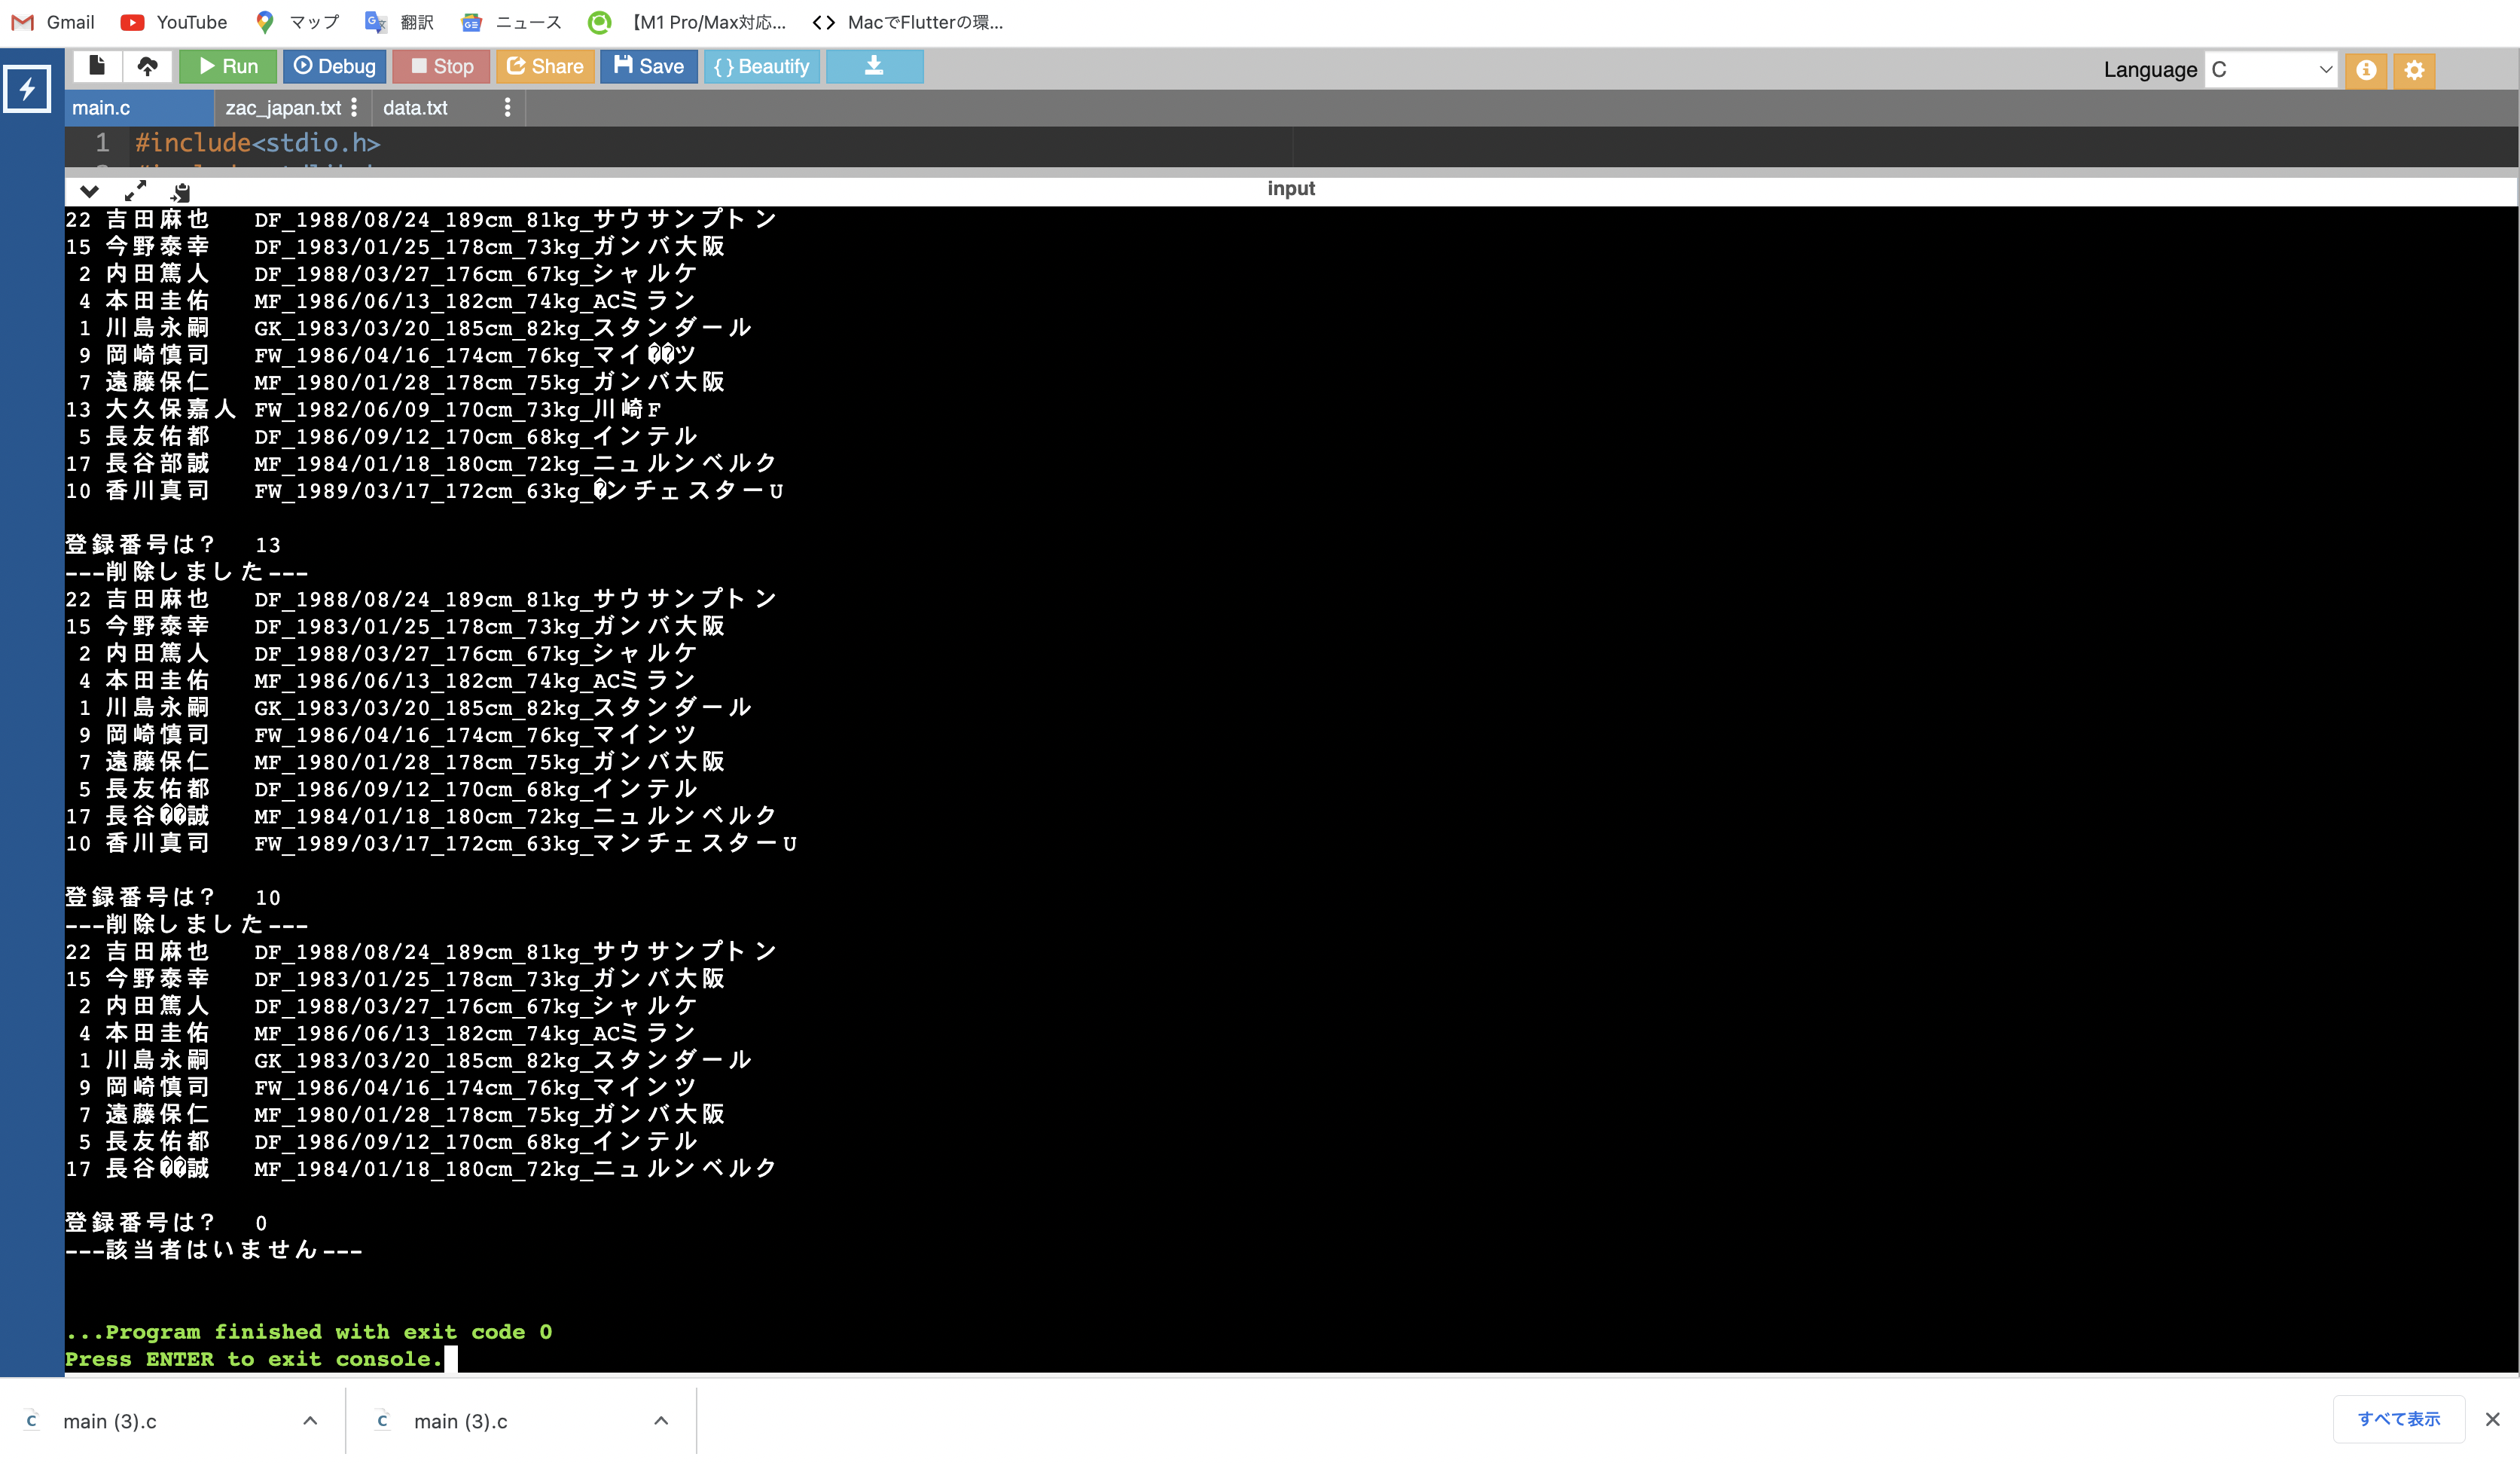 Gmail YouTube マップ 翻訳 ニュース 【M1 Pro/Max対応... MacでFlutterの環...
Run Debug Stop Share Save { } Beautify Language C
main.c zac_japan.txt data.txt
1 #include<stdio.h>
input
22 吉田麻也 DF_1988/08/24_189cm_81kg_サウサンプトン
15 今野泰幸 DF_1983/01/25_178cm_73kg_ガンバ大阪
2 内田篤人 DF_1988/03/27_176cm_67kg_シャルケ
4 本田圭佑 MF_1986/06/13_182cm_74kg_ACミラン
1 川島永嗣 GK_1983/03/20_185cm_82kg_スタンダール
9 岡崎慎司 FW_1986/04/16_174cm_76kg_マイ��ツ
7 遠藤保仁 MF_1980/01/28_178cm_75kg_ガンバ大阪
13 大久保嘉人 FW_1982/06/09_170cm_73kg_川崎F
5 長友佑都 DF_1986/09/12_170cm_68kg_インテル
17 長谷部誠 MF_1984/01/18_180cm_72kg_ニュルンベルク
10 香川真司 FW_1989/03/17_172cm_63kg_�ンチェスターU
登録番号は? 13
---削除しました---
22 吉田麻也 DF_1988/08/24_189cm_81kg_サウサンプトン
15 今野泰幸 DF_1983/01/25_178cm_73kg_ガンバ大阪
2 内田篤人 DF_1988/03/27_176cm_67kg_シャルケ
4 本田圭佑 MF_1986/06/13_182cm_74kg_ACミラン
1 川島永嗣 GK_1983/03/20_185cm_82kg_スタンダール
9 岡崎慎司 FW_1986/04/16_174cm_76kg_マインツ
7 遠藤保仁 MF_1980/01/28_178cm_75kg_ガンバ大阪
5 長友佑都 DF_1986/09/12_170cm_68kg_インテル
17 長谷��誠 MF_1984/01/18_180cm_72kg_ニュルンベルク
10 香川真司 FW_1989/03/17_172cm_63kg_マンチェスターU
登録番号は? 10
---削除しました---
22 吉田麻也 DF_1988/08/24_189cm_81kg_サウサンプトン
15 今野泰幸 DF_1983/01/25_178cm_73kg_ガンバ大阪
2 内田篤人 DF_1988/03/27_176cm_67kg_シャルケ
4 本田圭佑 MF_1986/06/13_182cm_74kg_ACミラン
1 川島永嗣 GK_1983/03/20_185cm_82kg_スタンダール
9 岡崎慎司 FW_1986/04/16_174cm_76kg_マインツ
7 遠藤保仁 MF_1980/01/28_178cm_75kg_ガンバ大阪
5 長友佑都 DF_1986/09/12_170cm_68kg_インテル
17 長谷��誠 MF_1984/01/18_180cm_72kg_ニュルンベルク
登録番号は? 0
---該当者はいません---
...Program finished with exit code 0
Press ENTER to exit console.
main (3).c main (3).c すべて表示